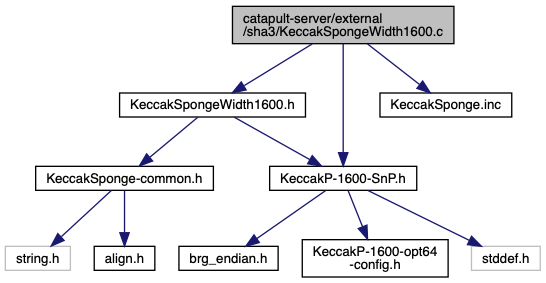 catapult-server/external
/sha3/KeccakSpongeWidth1600.c
KeccakSpongeWidth1600.h
KeccakSponge.inc
KeccakSponge-common.h
KeccakP-1600-SnP.h
string.h
align.h
brg_endian.h
KeccakP-1600-opt64
-config.h
stddef.h